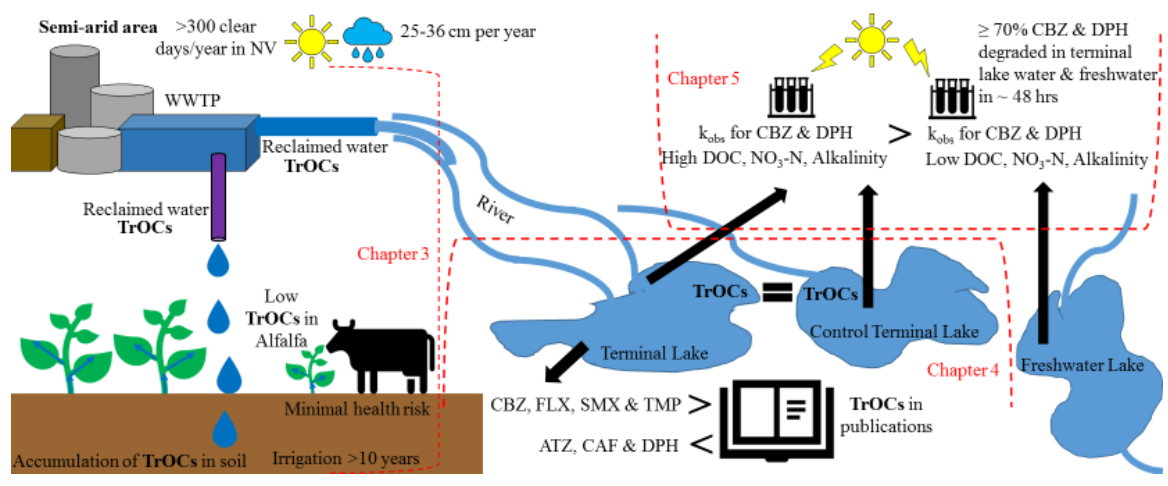 Semi-arid area
>300 clear
days/year in NV
25-36 cm per year
WWTP
Reclaimed water
TrOCs
Reclaimed water
TrOCs
River
Chapter 3
Low
TrOCs in
Alfalfa
Minimal health risk
Accumulation of TrOCs in soil
Irrigation >10 years
Chapter 5
≥ 70% CBZ & DPH
degraded in terminal
lake water & freshwater
in ~ 48 hrs
kobs for CBZ & DPH
High DOC, NO3-N, Alkalinity
>
kobs for CBZ & DPH
Low DOC, NO3-N, Alkalinity
TrOCs = TrOCs
Terminal Lake
Control Terminal Lake
Freshwater Lake
Chapter 4
CBZ, FLX, SMX & TMP >
ATZ, CAF & DPH <
TrOCs in
publications